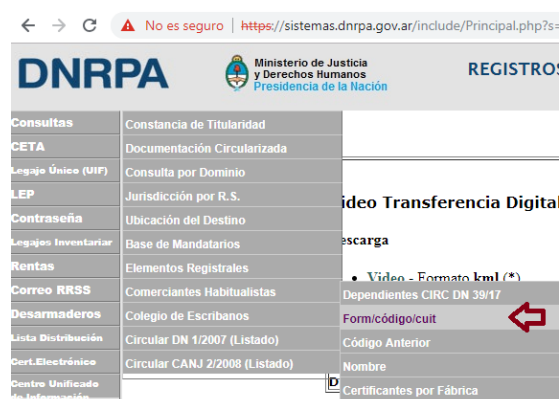 No es seguro | https://sistemas.dnrpa.gov.ar/include/Principal.php?s=
DNRPA
Ministerio de Justicia
y Derechos Humanos
Presidencia de la Nación
REGISTROS
Consultas
CETA
Legajo Único (UIF)
LEP
Contraseña
Legajos Inventariar
Rentas
Correo RRSS
Desarmaderos
Lista Distribución
Cert.Electrónico
Centro Unificado
de Información
Constancia de Titularidad
Documentación Circularizada
Consulta por Dominio
Jurisdicción por R.S.
Ubicación del Destino
Base de Mandatarios
Elementos Registrales
Comerciantes Habitualistas
Colegio de Escribanos
Circular DN 1/2007 (Listado)
Circular CANJ 2/2008 (Listado)
ideo Transferencia Digital
escarga
Video - Formato kml (*)
Dependientes CIRC DN 39/17
Form/código/cuit
Código Anterior
Nombre
Certificantes por Fábrica
D